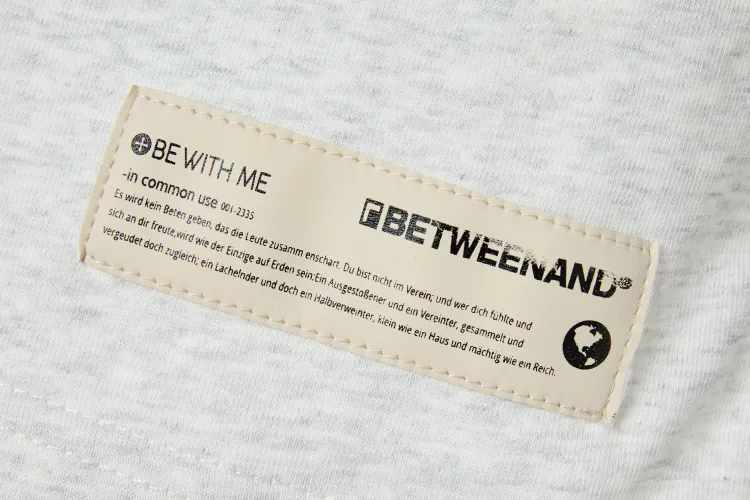 BE WITH ME
-in common use 001-2335
BETWEENAND®
Es wird kein Beten geben, das die Leute zusamm enschart. Du bist nicht im Verein; und wer dich fühlte und
sich an dir freute,wird wie der Einzige auf Erden sein:Ein Ausgestoßener und ein Vereinter, gesammelt und
vergeudet doch zugleich; ein Lachelnder und doch ein Halbverweinter, klein wie ein Haus und mächtig wie ein Reich.